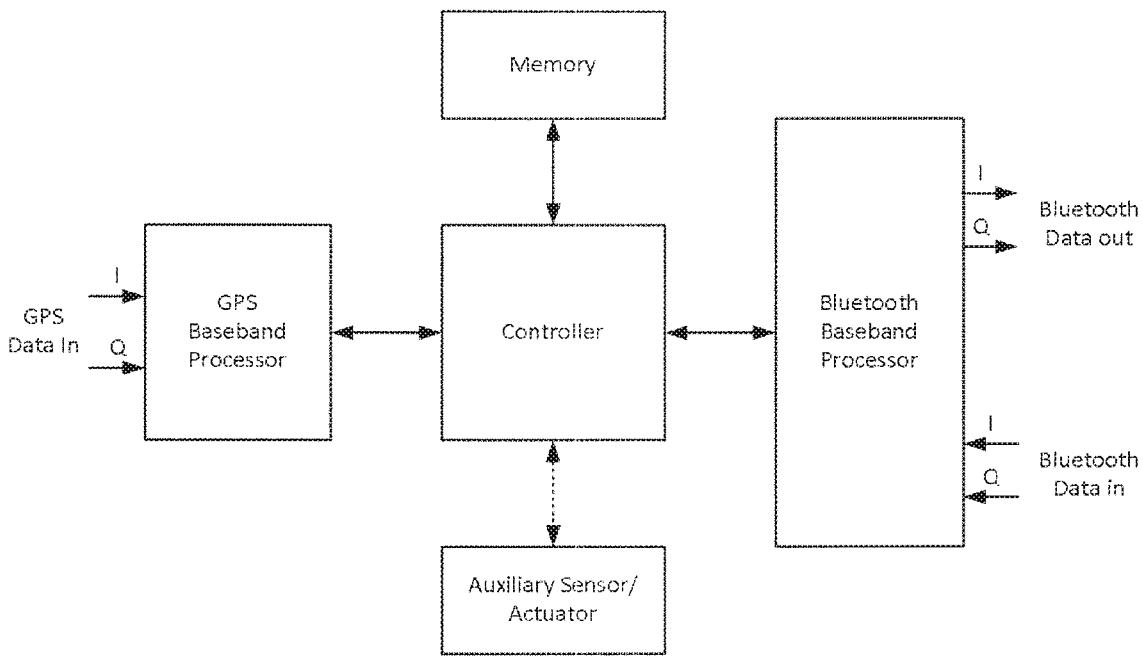 Memory
I
Bluetooth
Data out
Q
I
GPS
Data In
Q
GPS
Baseband
Processor
Controller
Bluetooth
Baseband
Processor
I
Bluetooth
Data in
Q
Auxiliary Sensor/
Actuator